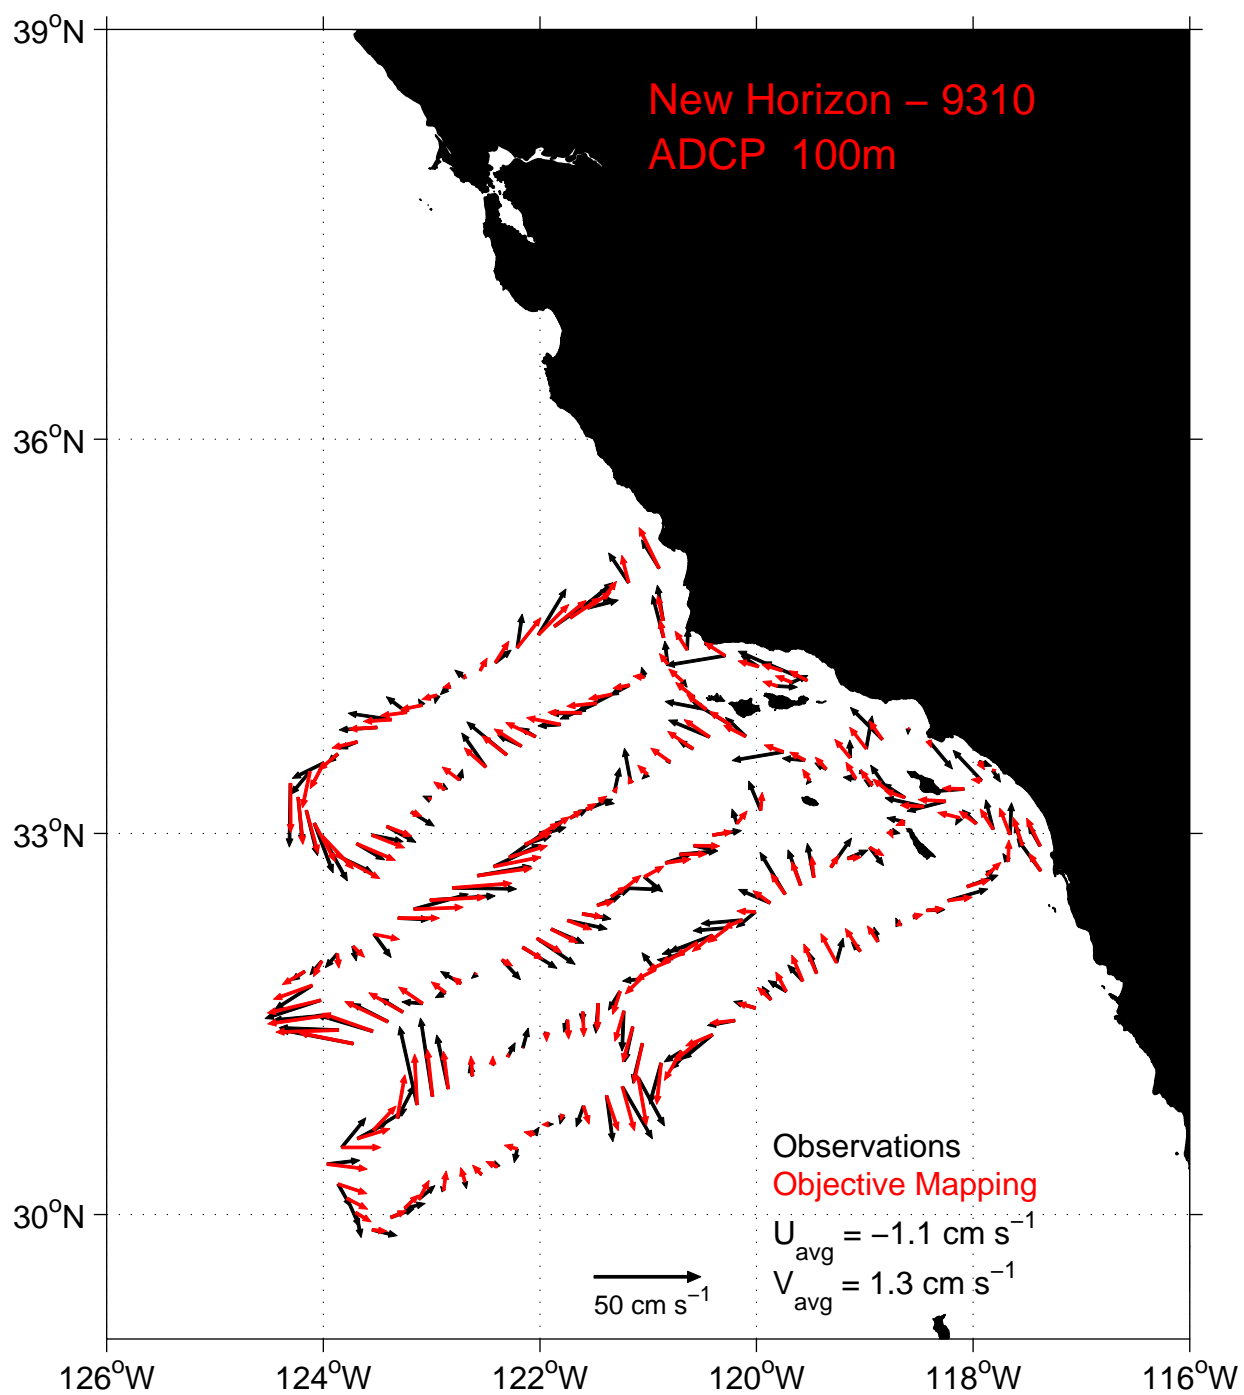 39°N
New Horizon – 9310
ADCP 100m
36°N
33°N
Observations
Objective Mapping
30°N
U_avg = −1.1 cm s⁻¹
V_avg = 1.3 cm s⁻¹
50 cm s⁻¹
126°W 124°W 122°W 120°W 118°W 116°W